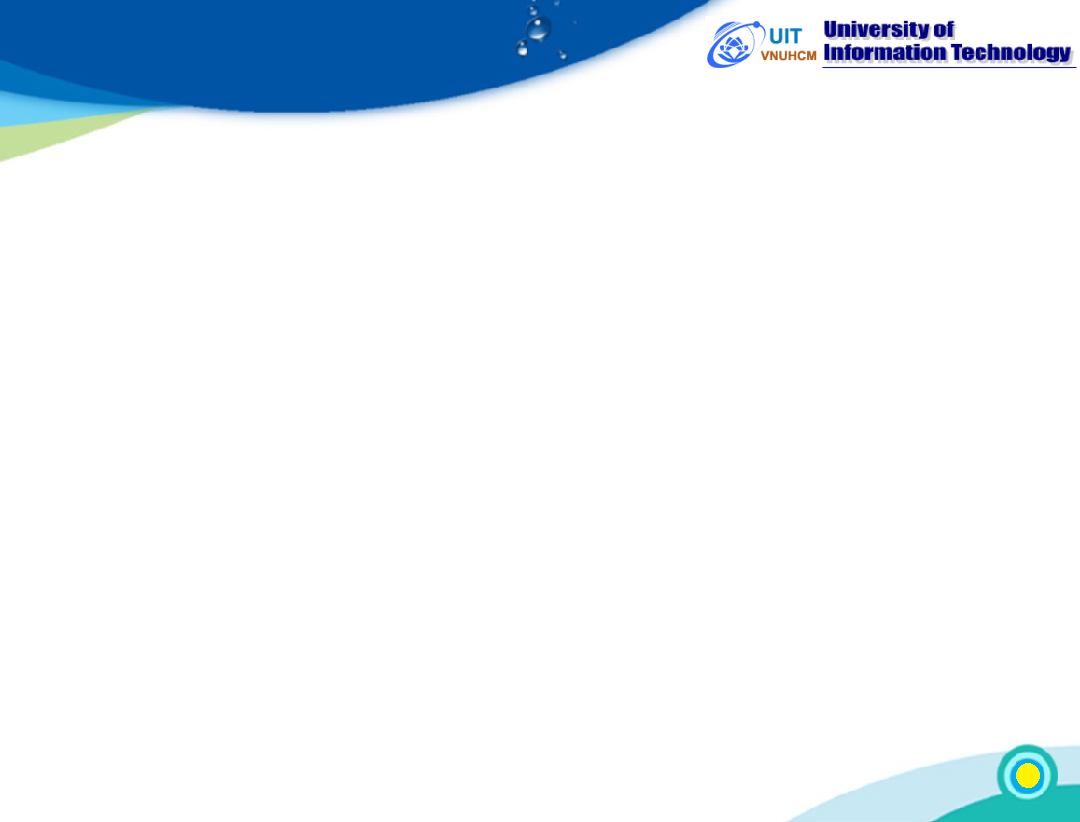 UIT
VNUHCM
University of
Information Technology